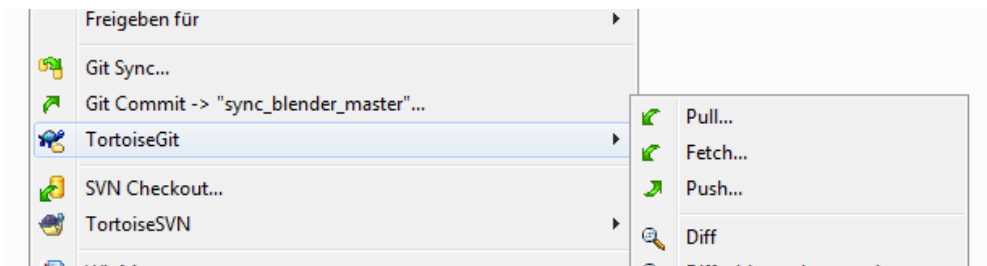 Freigeben für
Git Sync...
Git Commit -> "sync_blender_master"...
TortoiseGit
SVN Checkout...
TortoiseSVN
Pull...
Fetch...
Push...
Diff